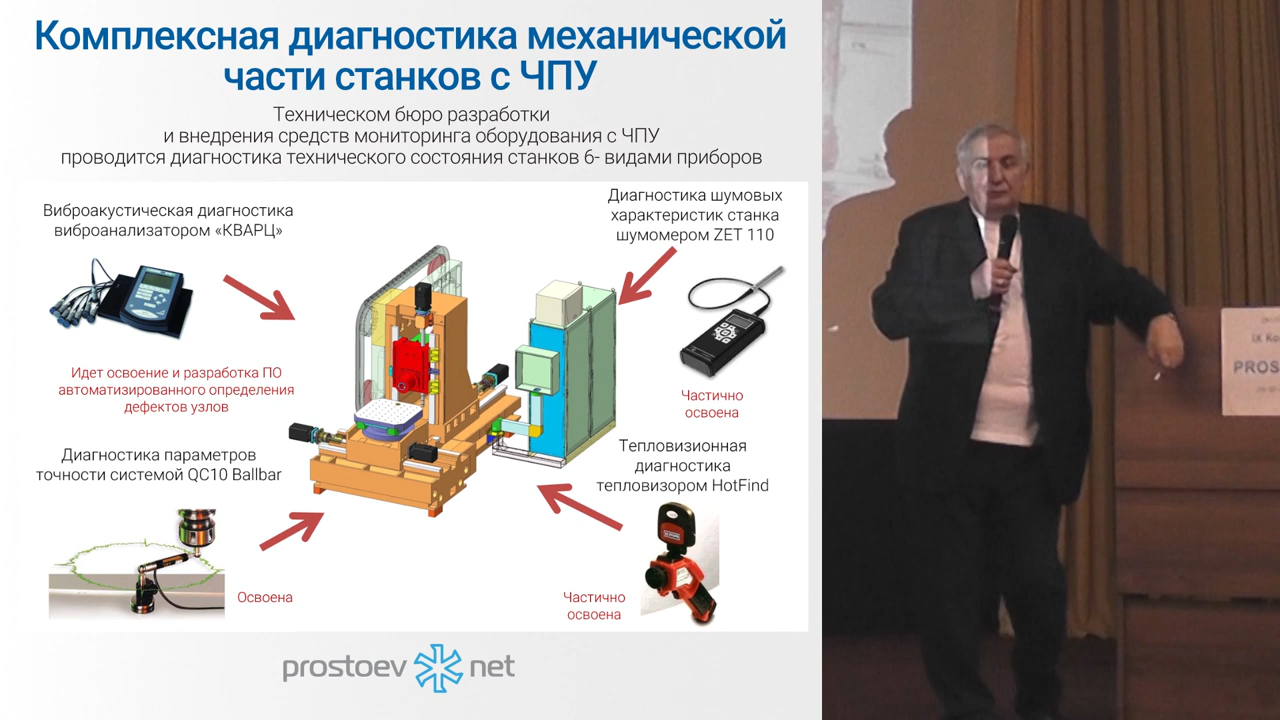 Комплексная диагностика механической
части станков с ЧПУ
Техническом бюро разработки
и внедрения средств мониторинга оборудования с ЧПУ
проводится диагностика технического состояния станков 6- видами приборов
Виброакустическая диагностика
виброанализатором «КВАРЦ»
Диагностика шумовых
характеристик станка
шумомером ZET 110
Идет освоение и разработка ПО
автоматизированного определения
дефектов узлов
Частично
освоена
Диагностика параметров
точности системой QC10 Ballbar
Тепловизионная
диагностика
тепловизором HotFind
Освоена
Частично
освоена
prostoev net
IX Ко
PROS